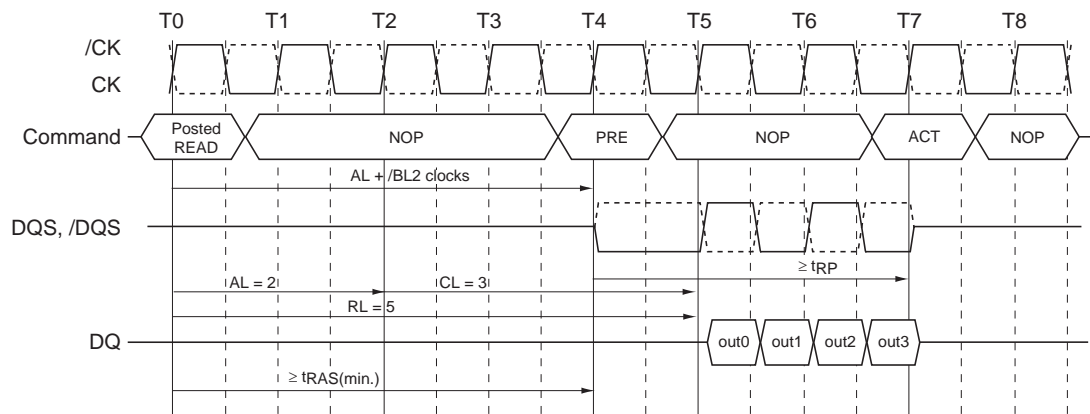 T0 T1 T2 T3 T4 T5 T6 T7 T8
/CK
CK
Command Posted READ NOP PRE NOP ACT NOP
AL + /BL2 clocks
DQS, /DQS
≥ tRP
AL = 2 CL = 3
RL = 5
DQ out0 out1 out2 out3
≥ tRAS(min.)